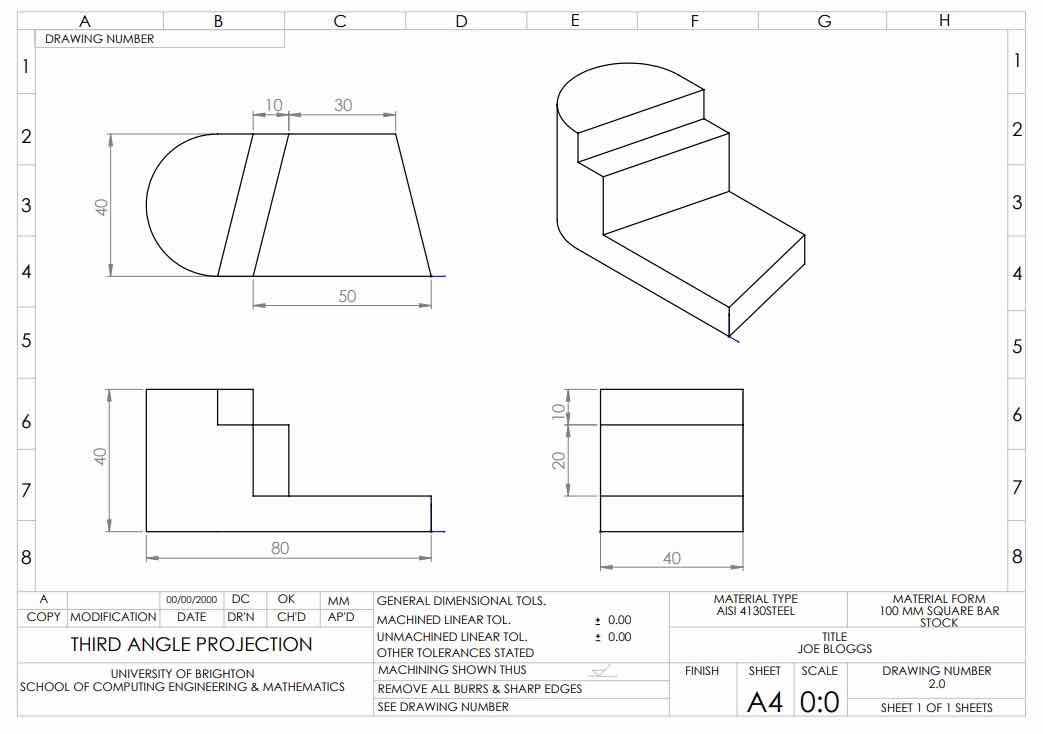 A B C D E F G H
DRAWING NUMBER
1 1
10 30
2 2
40
3 3
4 4
50
5 5
6 10 6
40
20
7 7
80
40
8 8
A 00/00/2000 DC OK MM
COPY MODIFICATION DATE DR'N CH'D AP'D
THIRD ANGLE PROJECTION
UNIVERSITY OF BRIGHTON
SCHOOL OF COMPUTING ENGINEERING & MATHEMATICS
GENERAL DIMENSIONAL TOLS.
MACHINED LINEAR TOL. ± 0.00
UNMACHINED LINEAR TOL. ± 0.00
OTHER TOLERANCES STATED
MACHINING SHOWN THUS
REMOVE ALL BURRS & SHARP EDGES
SEE DRAWING NUMBER
MATERIAL TYPE
AISI 4130STEEL
MATERIAL FORM
100 MM SQUARE BAR
STOCK
TITLE
JOE BLOGGS
FINISH
SHEET
A4
SCALE
0:0
DRAWING NUMBER
2.0
SHEET 1 OF 1 SHEETS